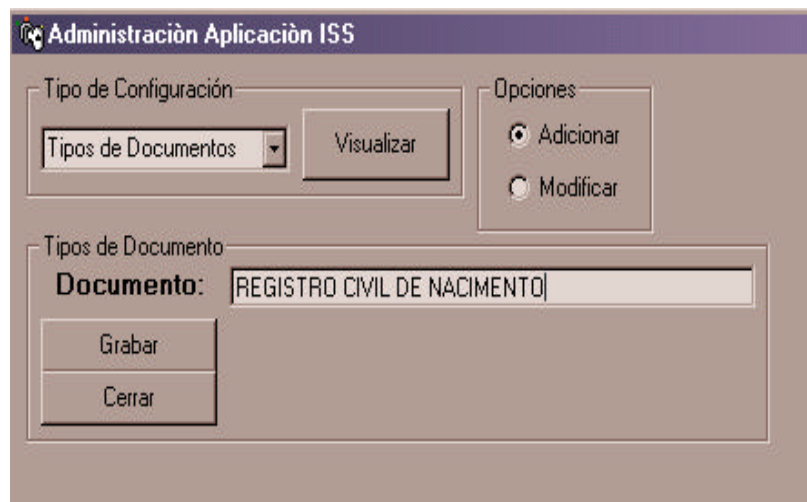 Administraciòn Aplicaciòn ISS
Tipo de Configuración
Opciones
Tipos de Documentos
Visualizar
Adicionar
Modificar
Tipos de Documento
Documento: REGISTRO CIVIL DE NACIMENTO
Grabar
Cerrar